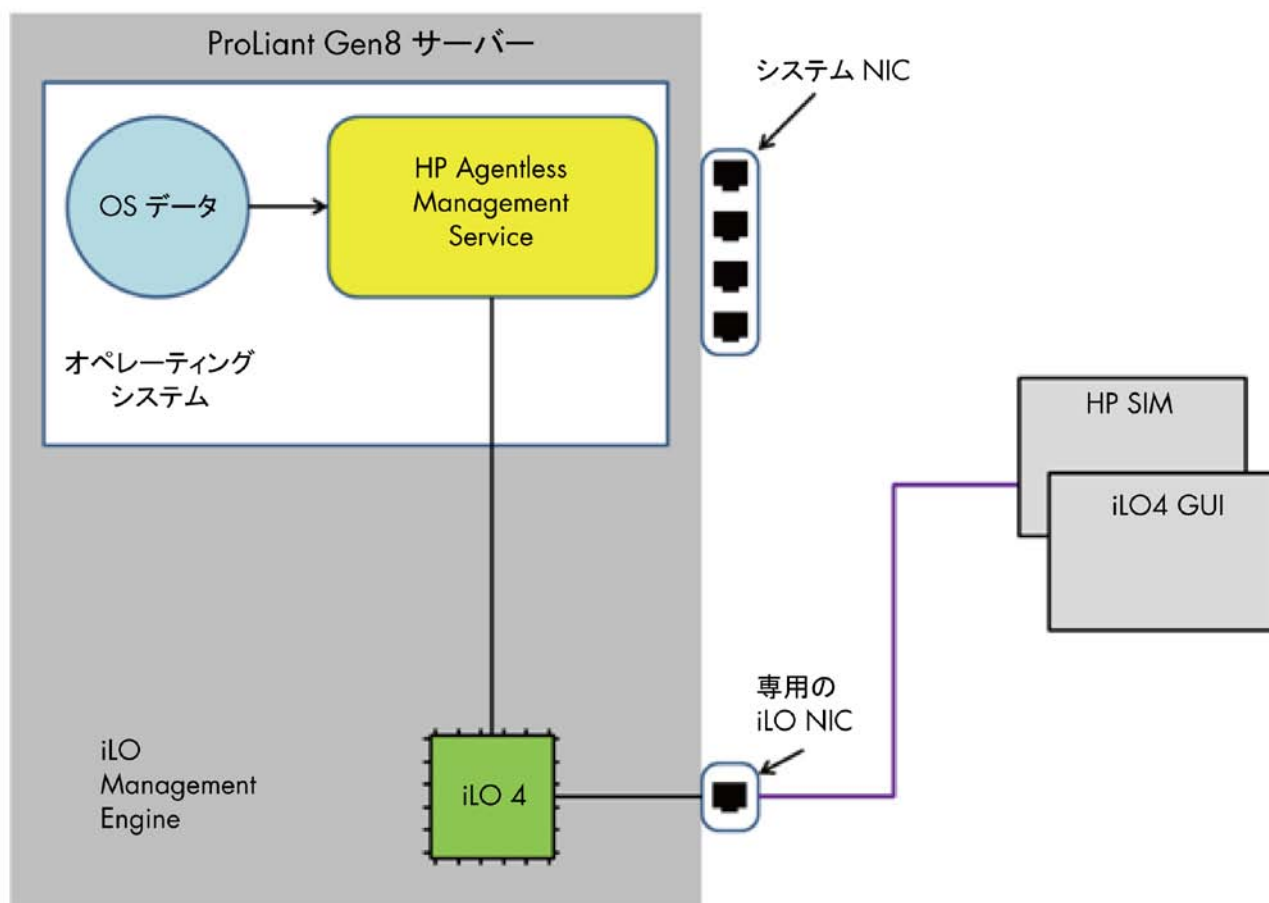 ProLiant Gen8 サーバー
システム NIC
OS データ
HP Agentless
Management
Service
オペレーティング
システム
HP SIM
iLO4 GUI
専用の
iLO NIC
iLO
Management
Engine
iLO 4